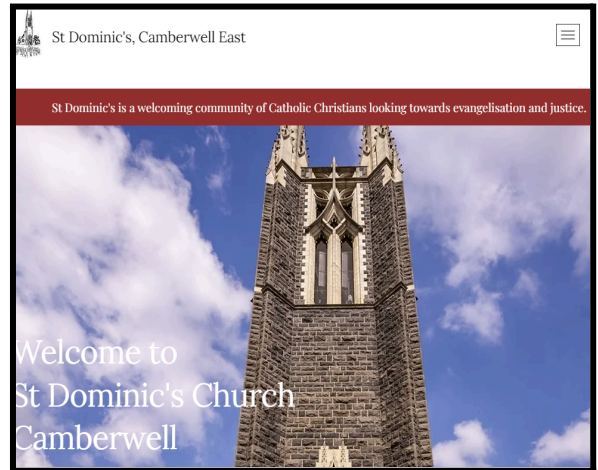 St Dominic's, Camberwell East
St Dominic's is a welcoming community of Catholic Christians looking towards evangelisation and justice.
Welcome to
St Dominic's Church
Camberwell